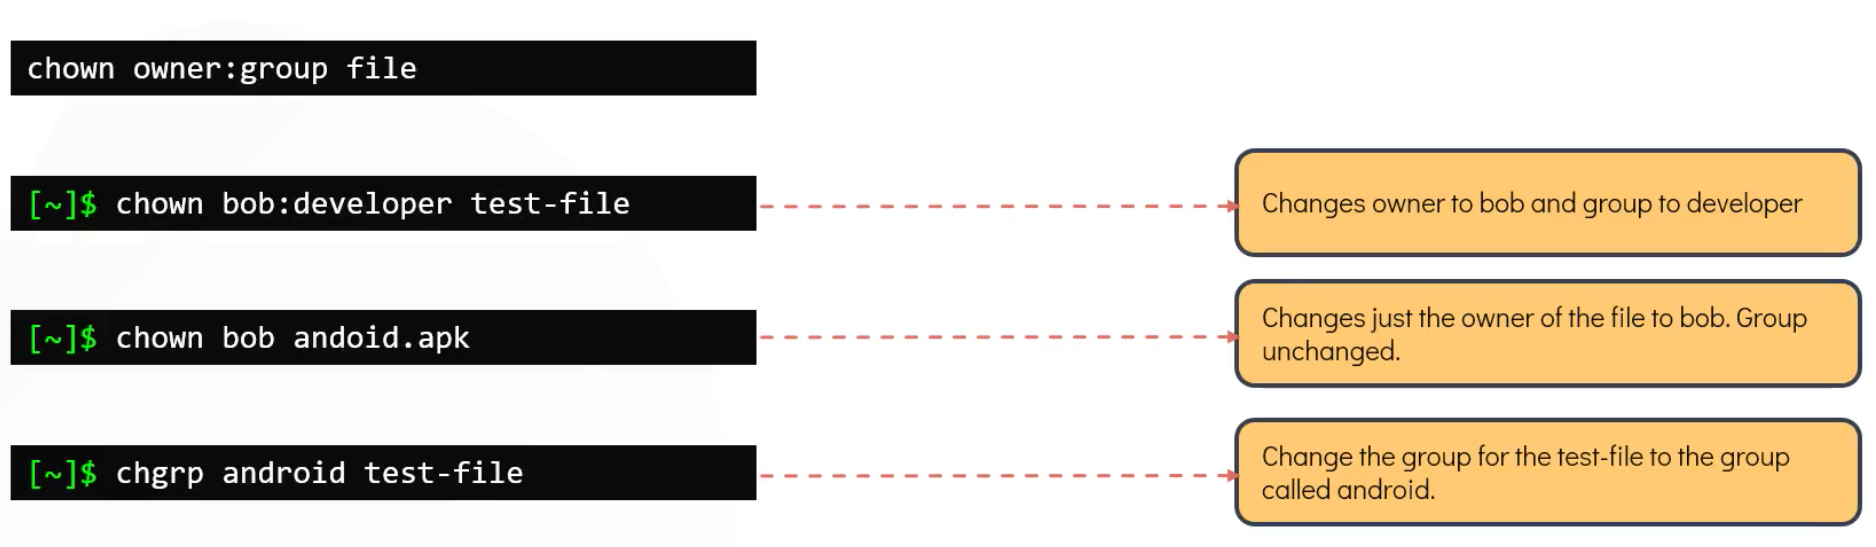 chown owner:group file
[~]$ chown bob:developer test-file
Changes owner to bob and group to developer
[~]$ chown bob andoid.apk
Changes just the owner of the file to bob. Group
unchanged.
[~]$ chgrp android test-file
Change the group for the test-file to the group
called android.